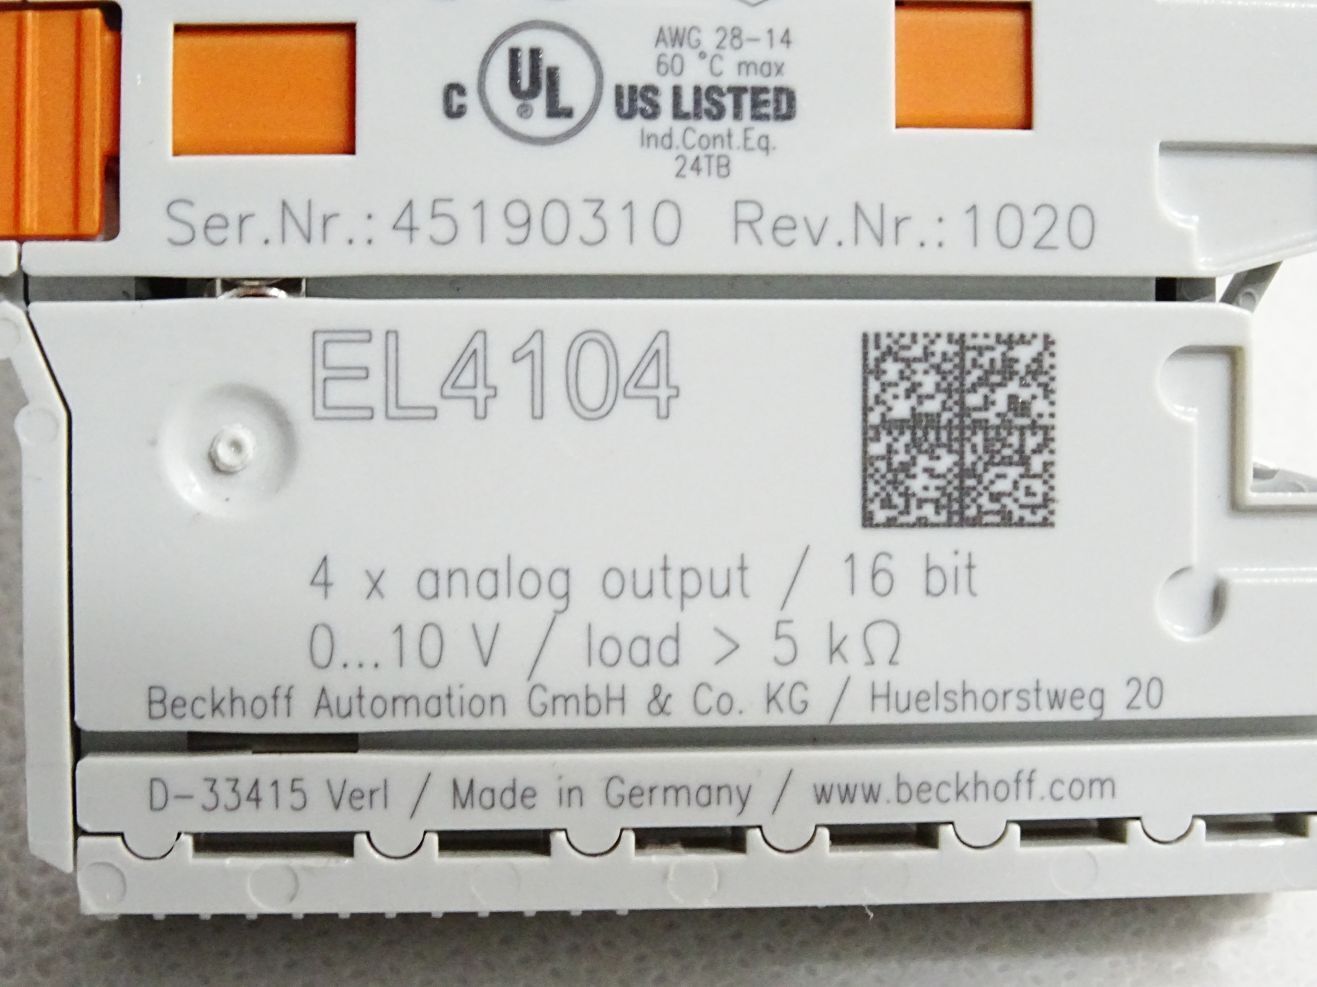 AWG 28-14
60 °C max
C UL ® US LISTED
Ind.Cont.Eq.
24TB
Ser.Nr.: 45190310 Rev.Nr.: 1020
EL4104
4 x analog output / 16 bit
0...10 V / load > 5 kΩ
Beckhoff Automation GmbH & Co. KG / Huelshorstweg 20
D-33415 Verl / Made in Germany / www.beckhoff.com